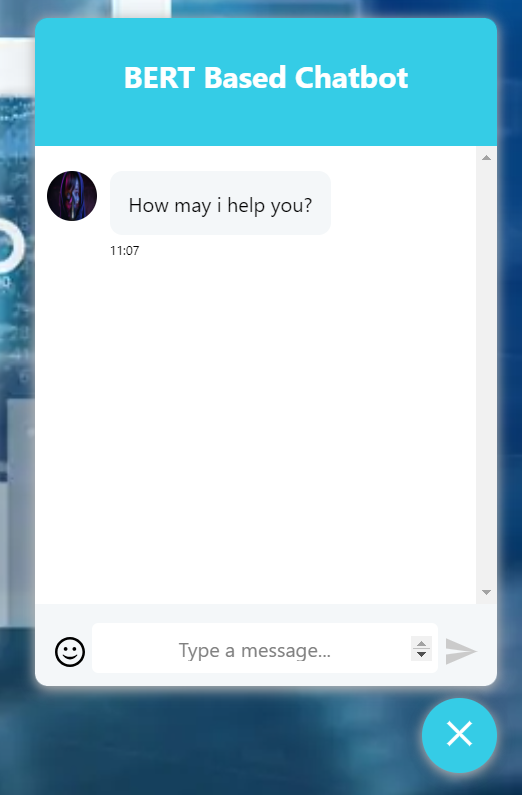 BERT Based Chatbot
How may i help you?
11:07
Type a message...